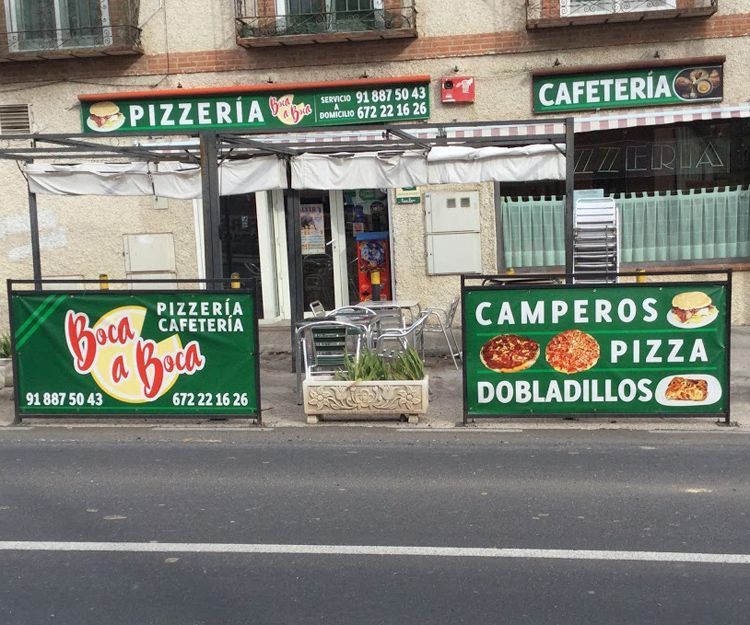 PIZZERÍA
Boca a Boca
SERVICIO A DOMICILIO
91 887 50 43
672 22 16 26
CAFETERÍA
ZZERIA
Boca a Boca
PIZZERÍA
CAFETERÍA
91 887 50 43
672 22 16 26
CAMPEROS
PIZZA
DOBLADILLOS